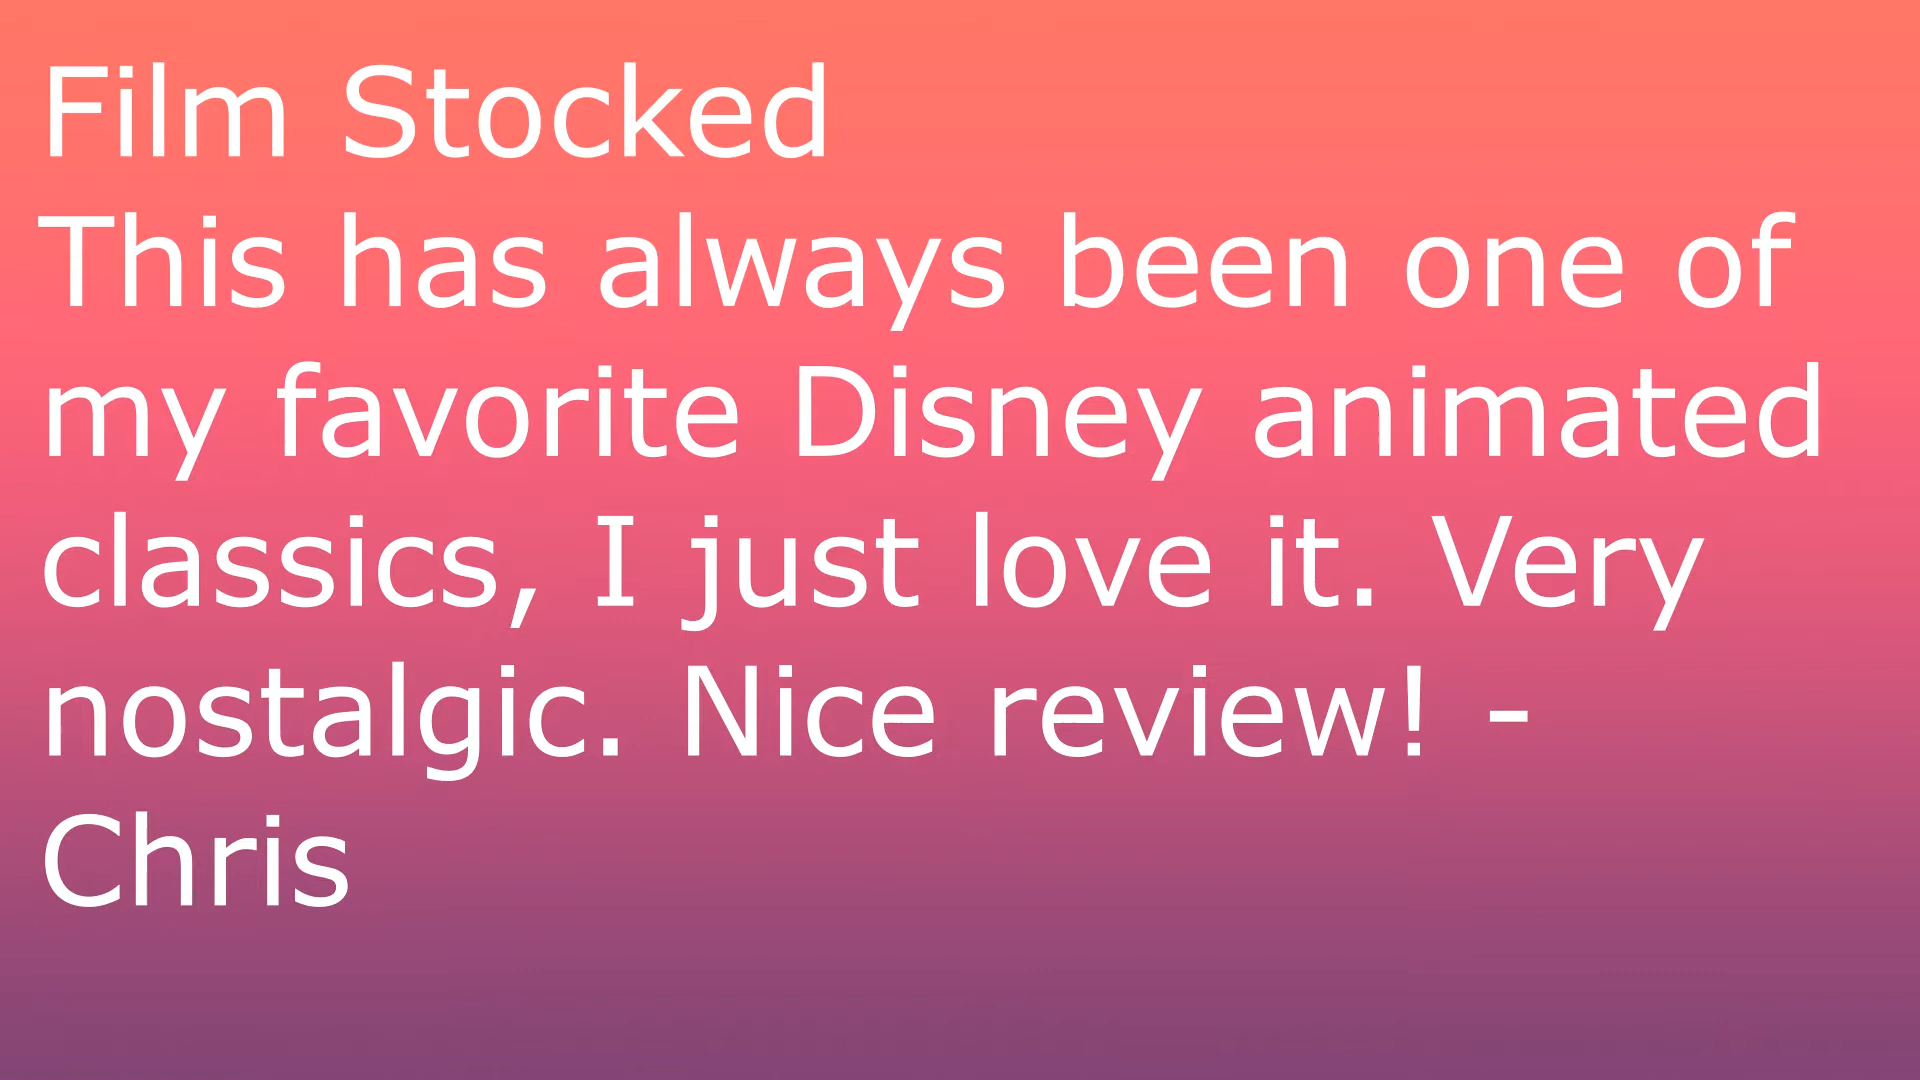 Film Stocked
This has always been one of
my favorite Disney animated
classics, I just love it. Very
nostalgic. Nice review! -
Chris